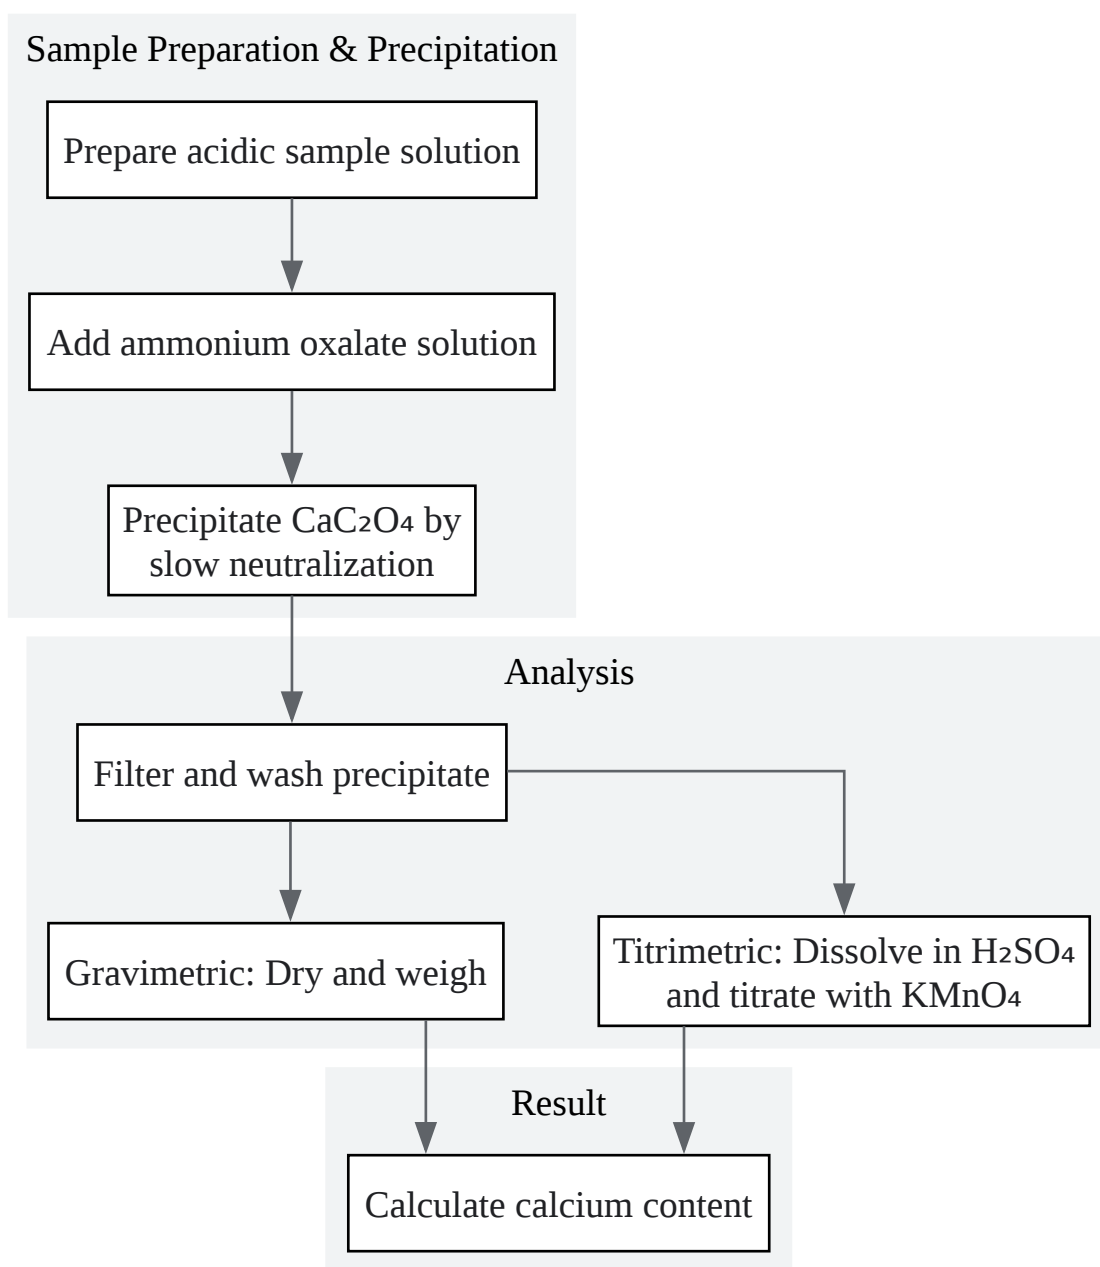 Sample Preparation & Precipitation
Prepare acidic sample solution
Add ammonium oxalate solution
Precipitate CaC₂O₄ by
slow neutralization
Analysis
Filter and wash precipitate
Gravimetric: Dry and weigh
Titrimetric: Dissolve in H₂SO₄
and titrate with KMnO₄
Result
Calculate calcium content